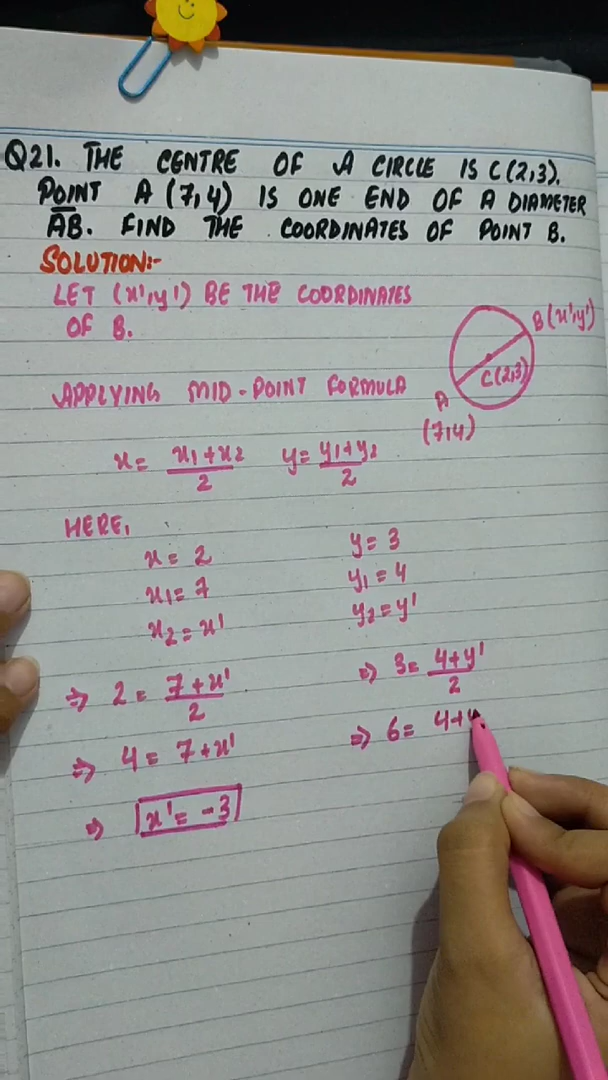 Q21. THE CENTRE OF A CIRCLE IS C(2,3).
POINT A (7,4) IS ONE END OF A DIAMETER
AB. FIND THE COORDINATES OF POINT B.
SOLUTION:-
LET (x',y') BE THE COORDINATES
OF B.
B(x',y')
C(2,3)
A
(7,4)
APPLYING MID-POINT FORMULA
x = x₁+x₂/2 y = y₁+y₂/2
HERE,
x = 2 y = 3
x₁ = 7 y₁ = 4
x₂ = x' y₂ = y'
⇒ 2 = 7+x'/2 ⇒ 3 = 4+y'/2
⇒ 4 = 7+x' ⇒ 6 = 4+
⇒ x' = -3